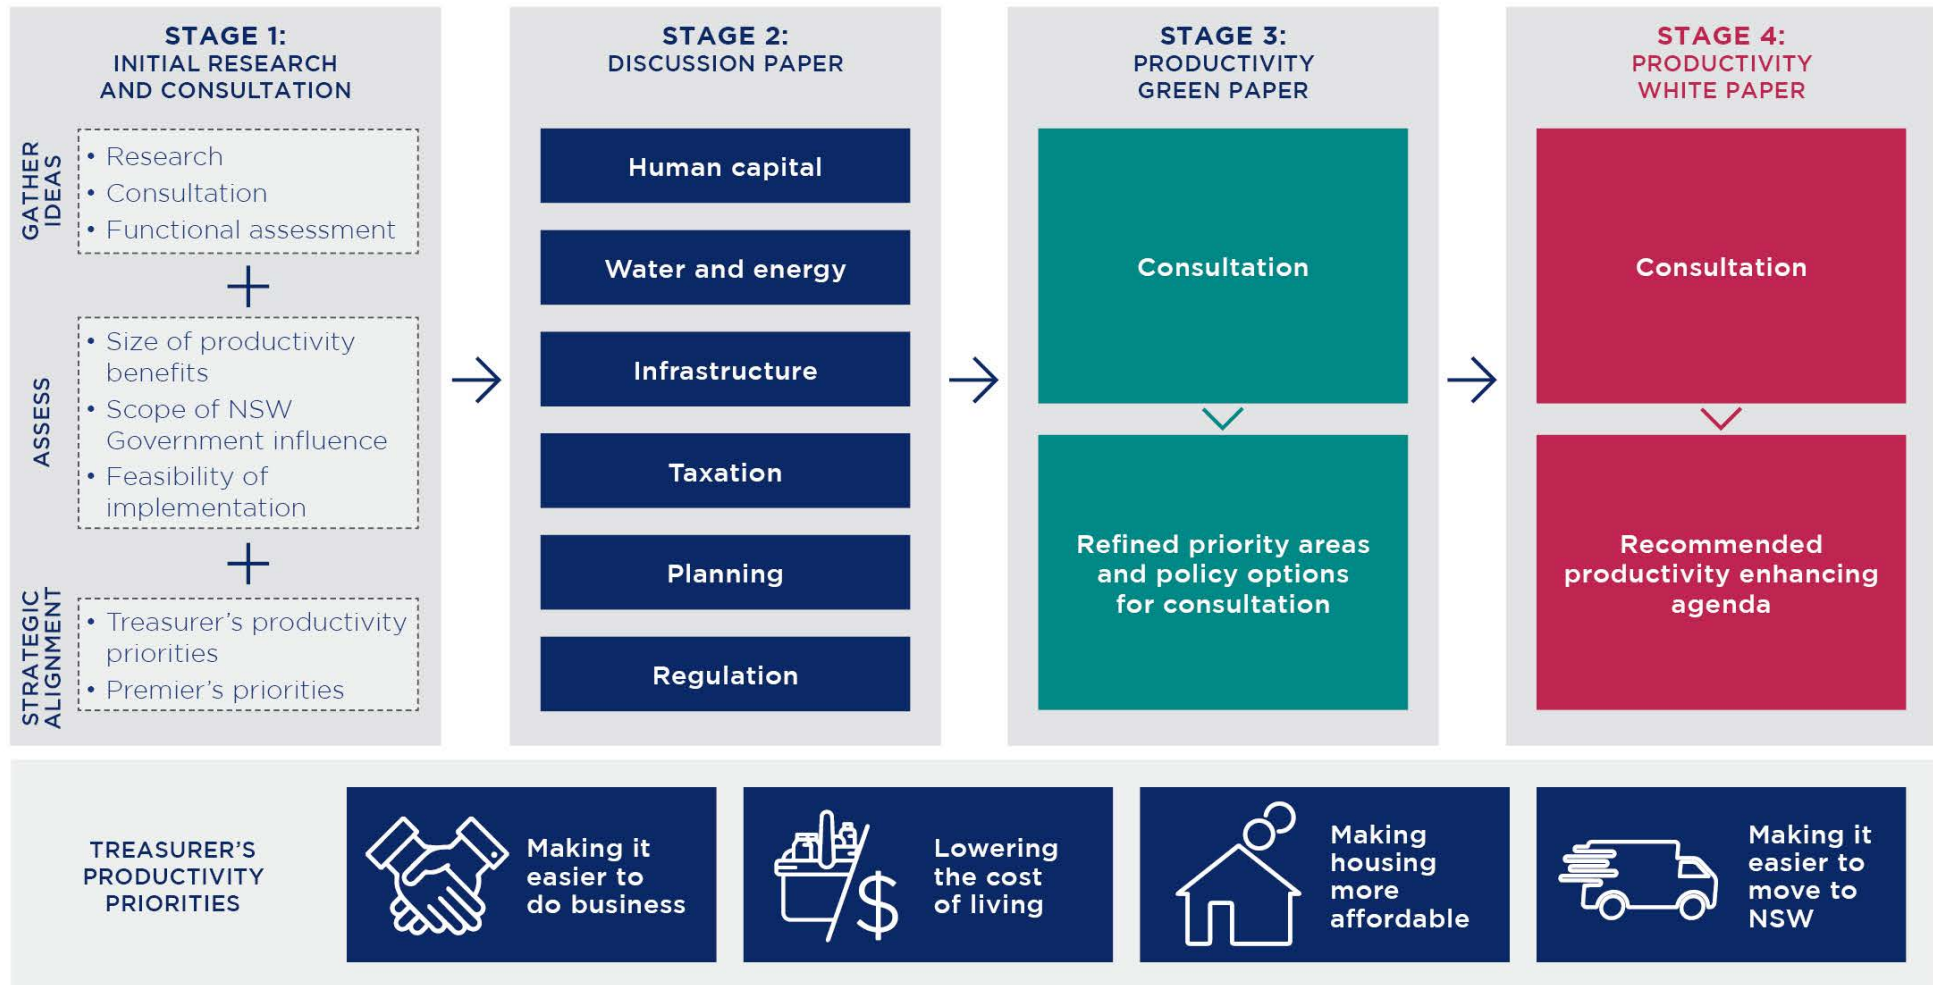 STAGE 1:
INITIAL RESEARCH
AND CONSULTATION
GATHER
IDEAS
• Research
• Consultation
• Functional assessment
+
ASSESS
• Size of productivity
benefits
• Scope of NSW
Government influence
• Feasibility of
implementation
+
STRATEGIC
ALIGNMENT
• Treasurer’s productivity
priorities
• Premier’s priorities
STAGE 2:
DISCUSSION PAPER
Human capital
Water and energy
Infrastructure
Taxation
Planning
Regulation
STAGE 3:
PRODUCTIVITY
GREEN PAPER
Consultation
Refined priority areas
and policy options
for consultation
STAGE 4:
PRODUCTIVITY
WHITE PAPER
Consultation
Recommended
productivity enhancing
agenda
TREASURER’S
PRODUCTIVITY
PRIORITIES
Making it
easier to
do business
$
Lowering
the cost
of living
Making
housing
more
affordable
Making it
easier to
move to
NSW